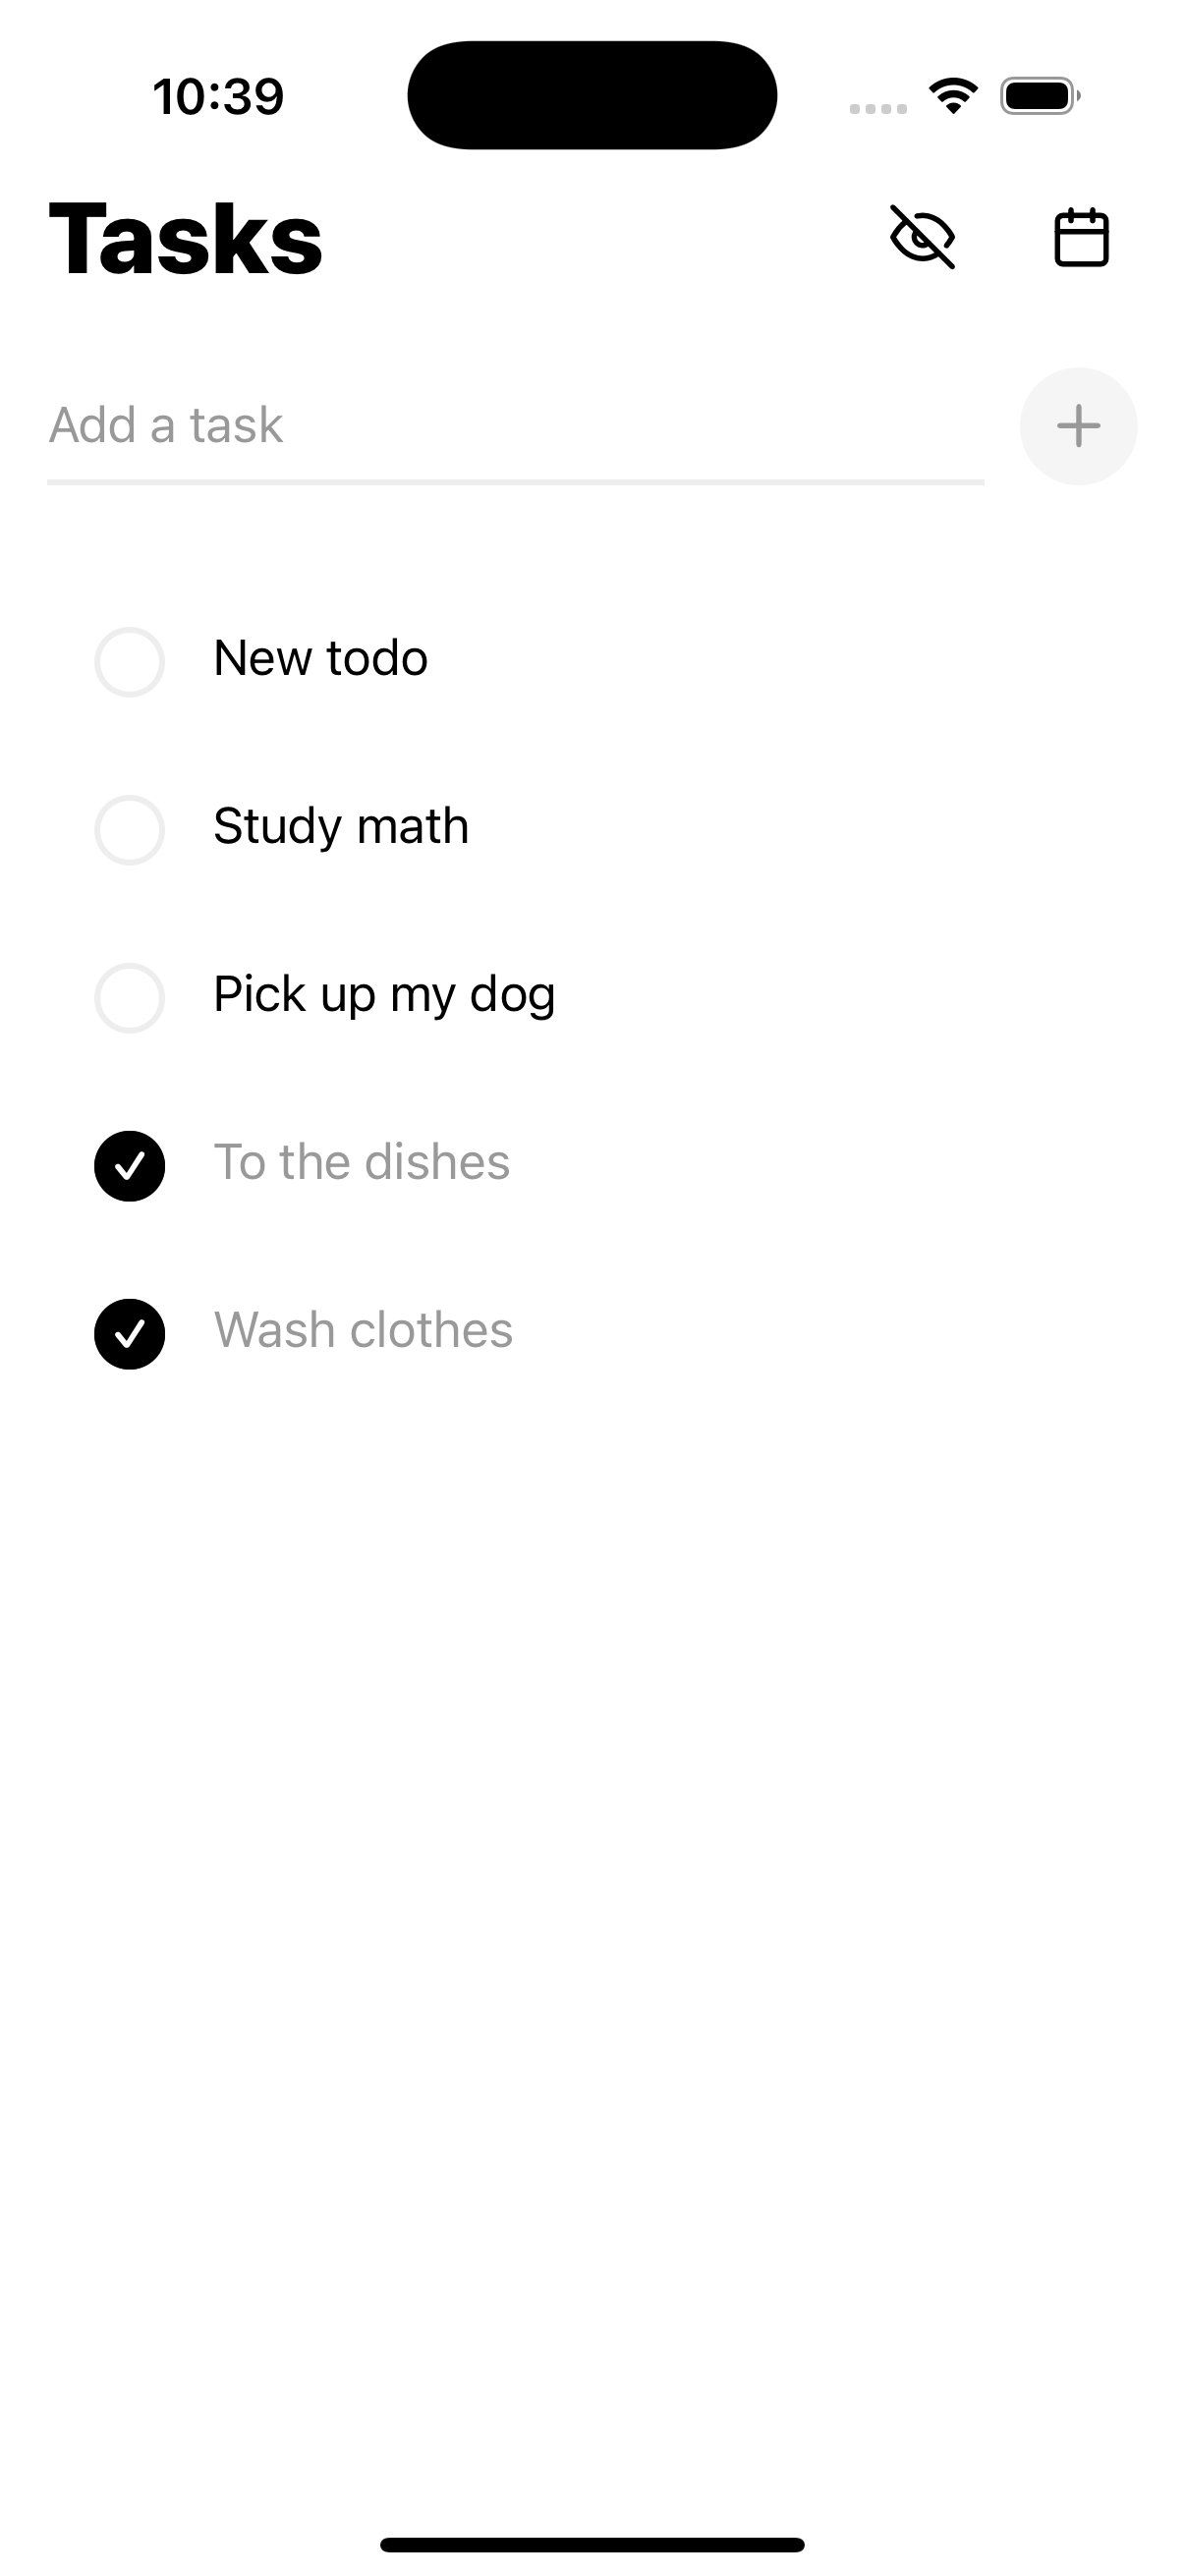 10:39
Tasks
Add a task
New todo
Study math
Pick up my dog
To the dishes
Wash clothes